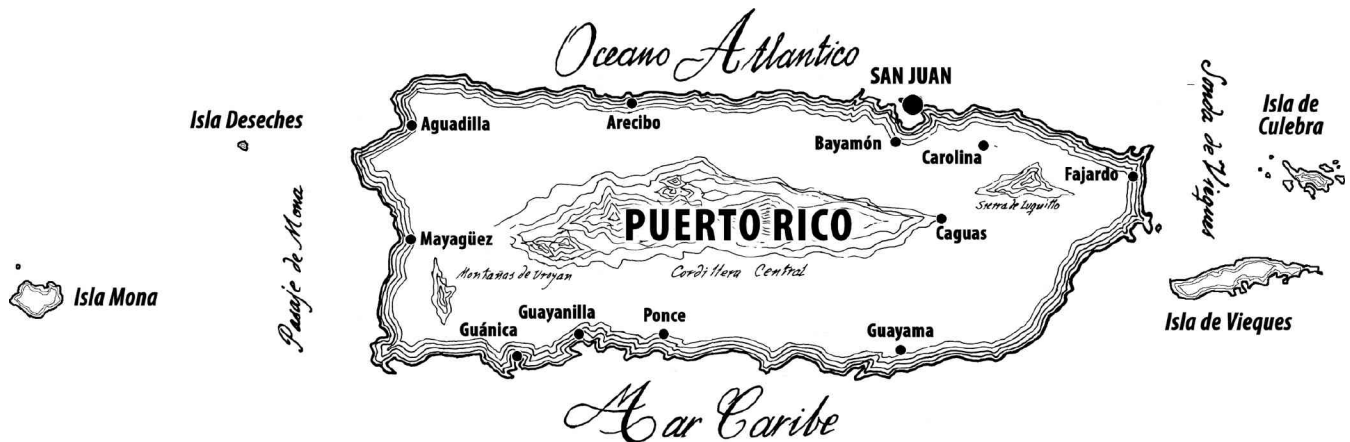 Oceano Atlantico
SAN JUAN
Isla Deseches
Aguadilla
Arecibo
Bayamón
Carolina
Fajardo
Sonda de Vieques
Isla de
Culebra
Sierra de Luquillo
PUERTO RICO
Caguas
Mayagüez
Pasaje de Mona
Isla Mona
Montañas de Uroyan
Cordillera Central
Guayanilla
Ponce
Guánica
Guayama
Isla de Vieques
Mar Caribe